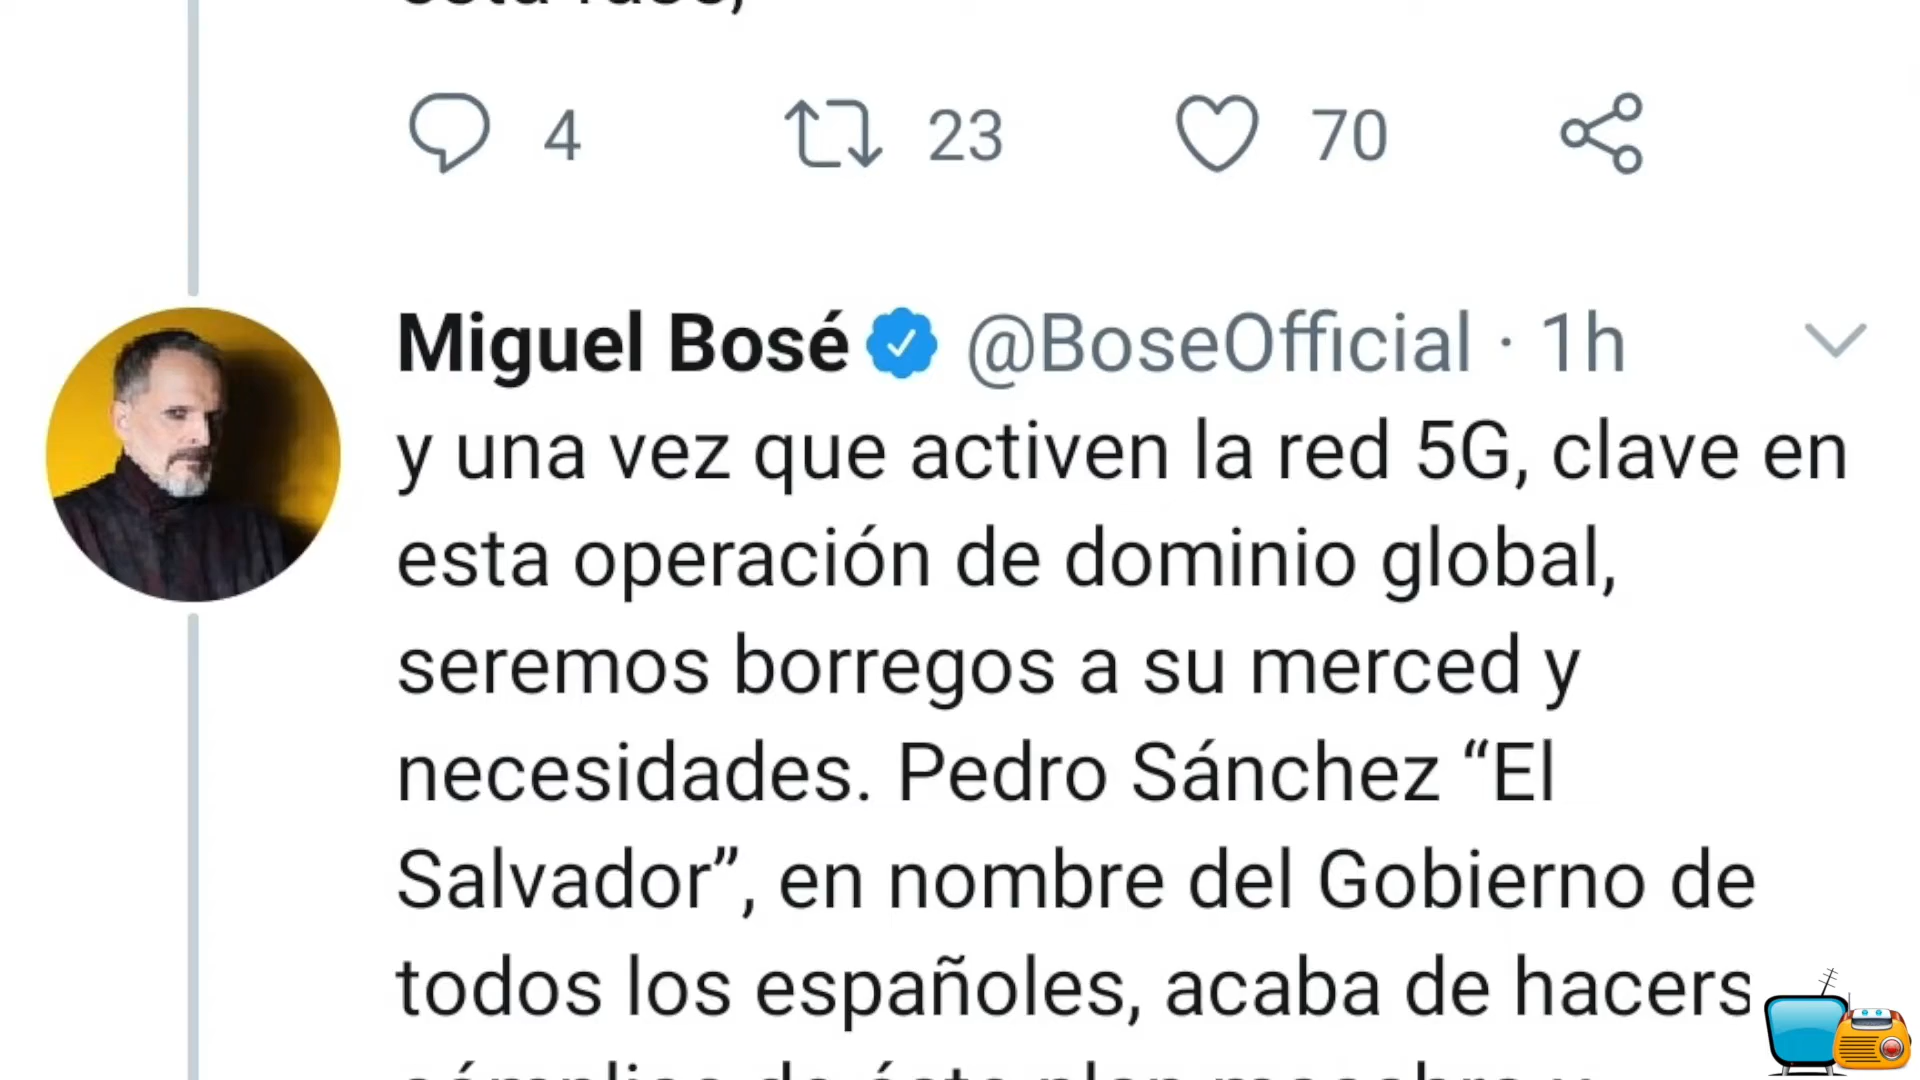 4 23 70
Miguel Bosé @BoseOfficial · 1h
y una vez que activen la red 5G, clave en
esta operación de dominio global,
seremos borregos a su merced y
necesidades. Pedro Sánchez “El
Salvador”, en nombre del Gobierno de
todos los españoles, acaba de hacers